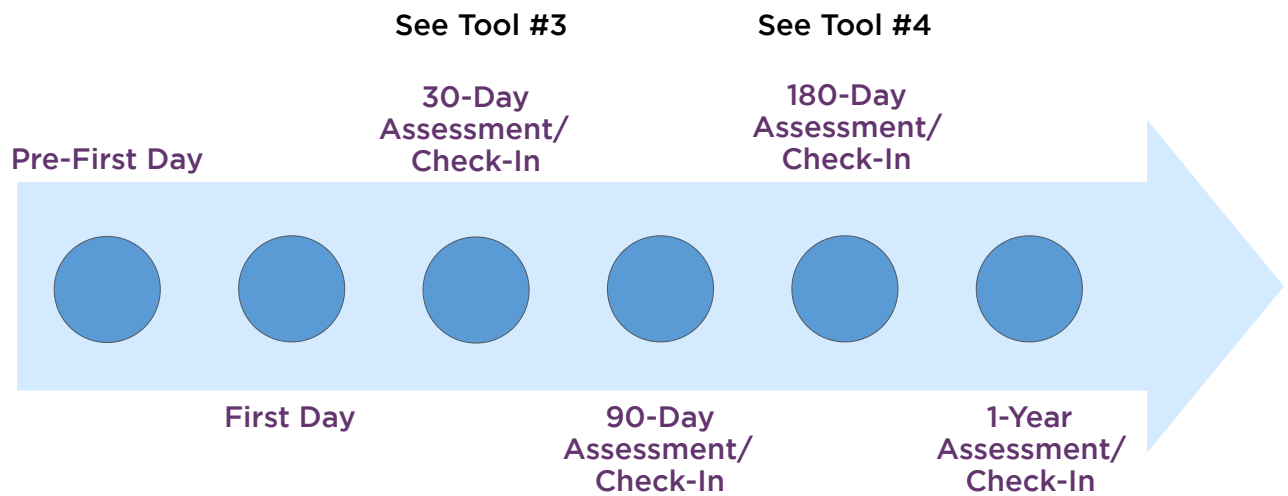 See Tool #3
See Tool #4
Pre-First Day
30-Day
Assessment/
Check-In
180-Day
Assessment/
Check-In
First Day
90-Day
Assessment/
Check-In
1-Year
Assessment/
Check-In